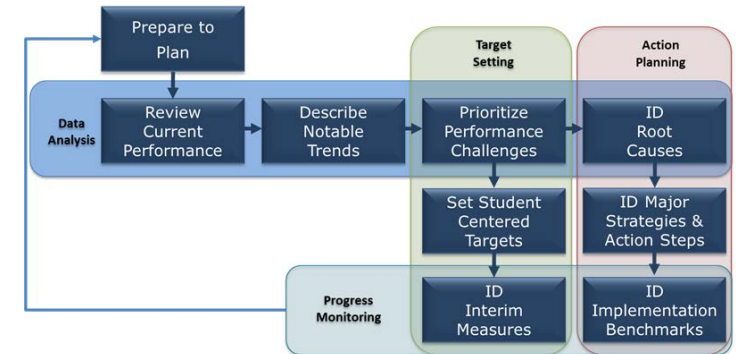 Prepare to
Plan
Target
Setting
Action
Planning
Data
Analysis
Review
Current
Performance
Describe
Notable
Trends
Prioritize
Performance
Challenges
ID
Root
Causes
Set Student
Centered
Targets
ID Major
Strategies &
Action Steps
Progress
Monitoring
ID
Interim
Measures
ID
Implementation
Benchmarks